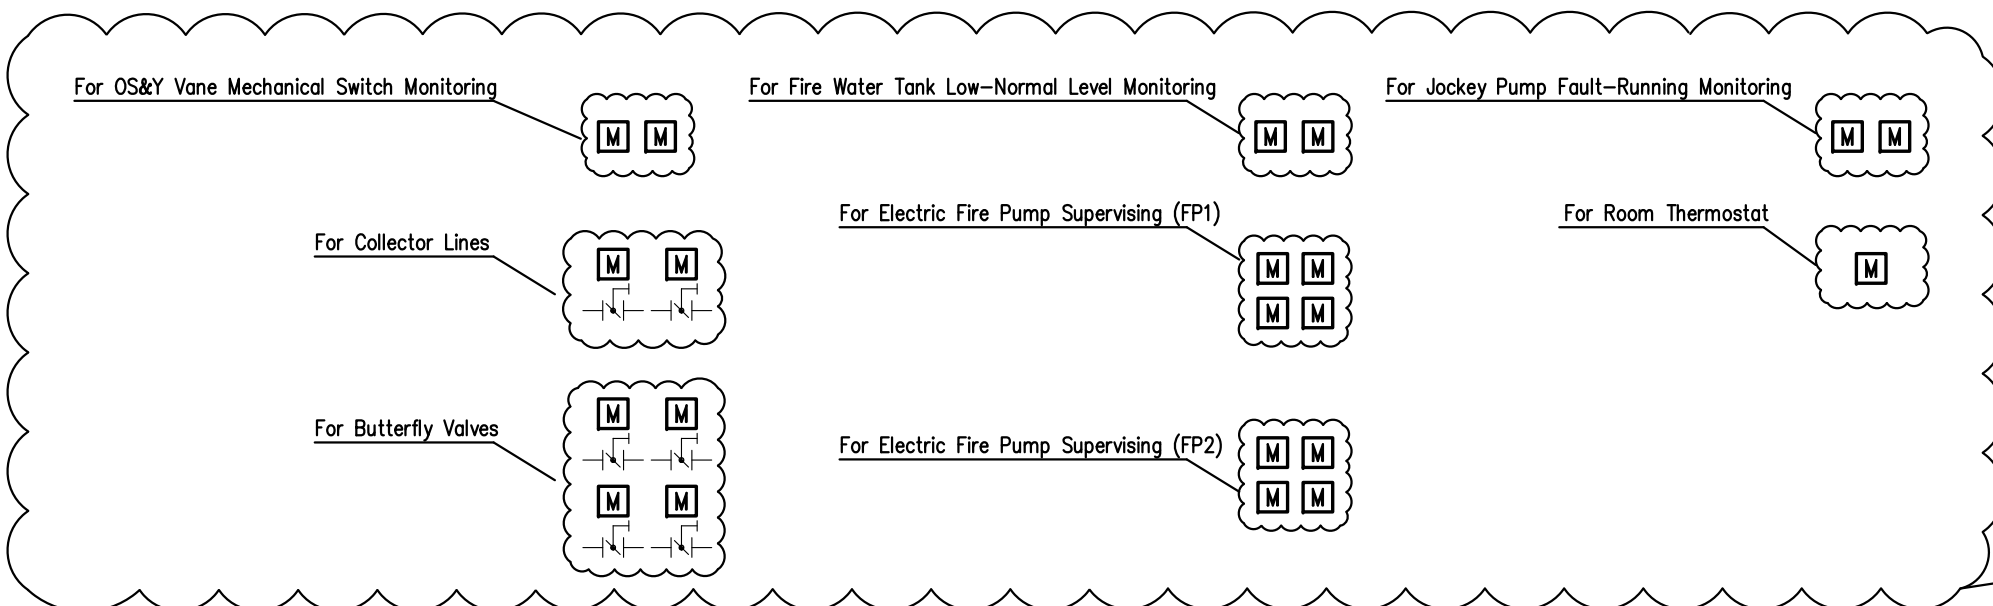 For OS&Y Vane Mechanical Switch Monitoring
M M
For Fire Water Tank Low-Normal Level Monitoring
M M
For Jockey Pump Fault-Running Monitoring
M M
For Collector Lines
M M
For Electric Fire Pump Supervising (FP1)
M M
M M
For Room Thermostat
M
For Butterfly Valves
M M
M M
For Electric Fire Pump Supervising (FP2)
M M
M M